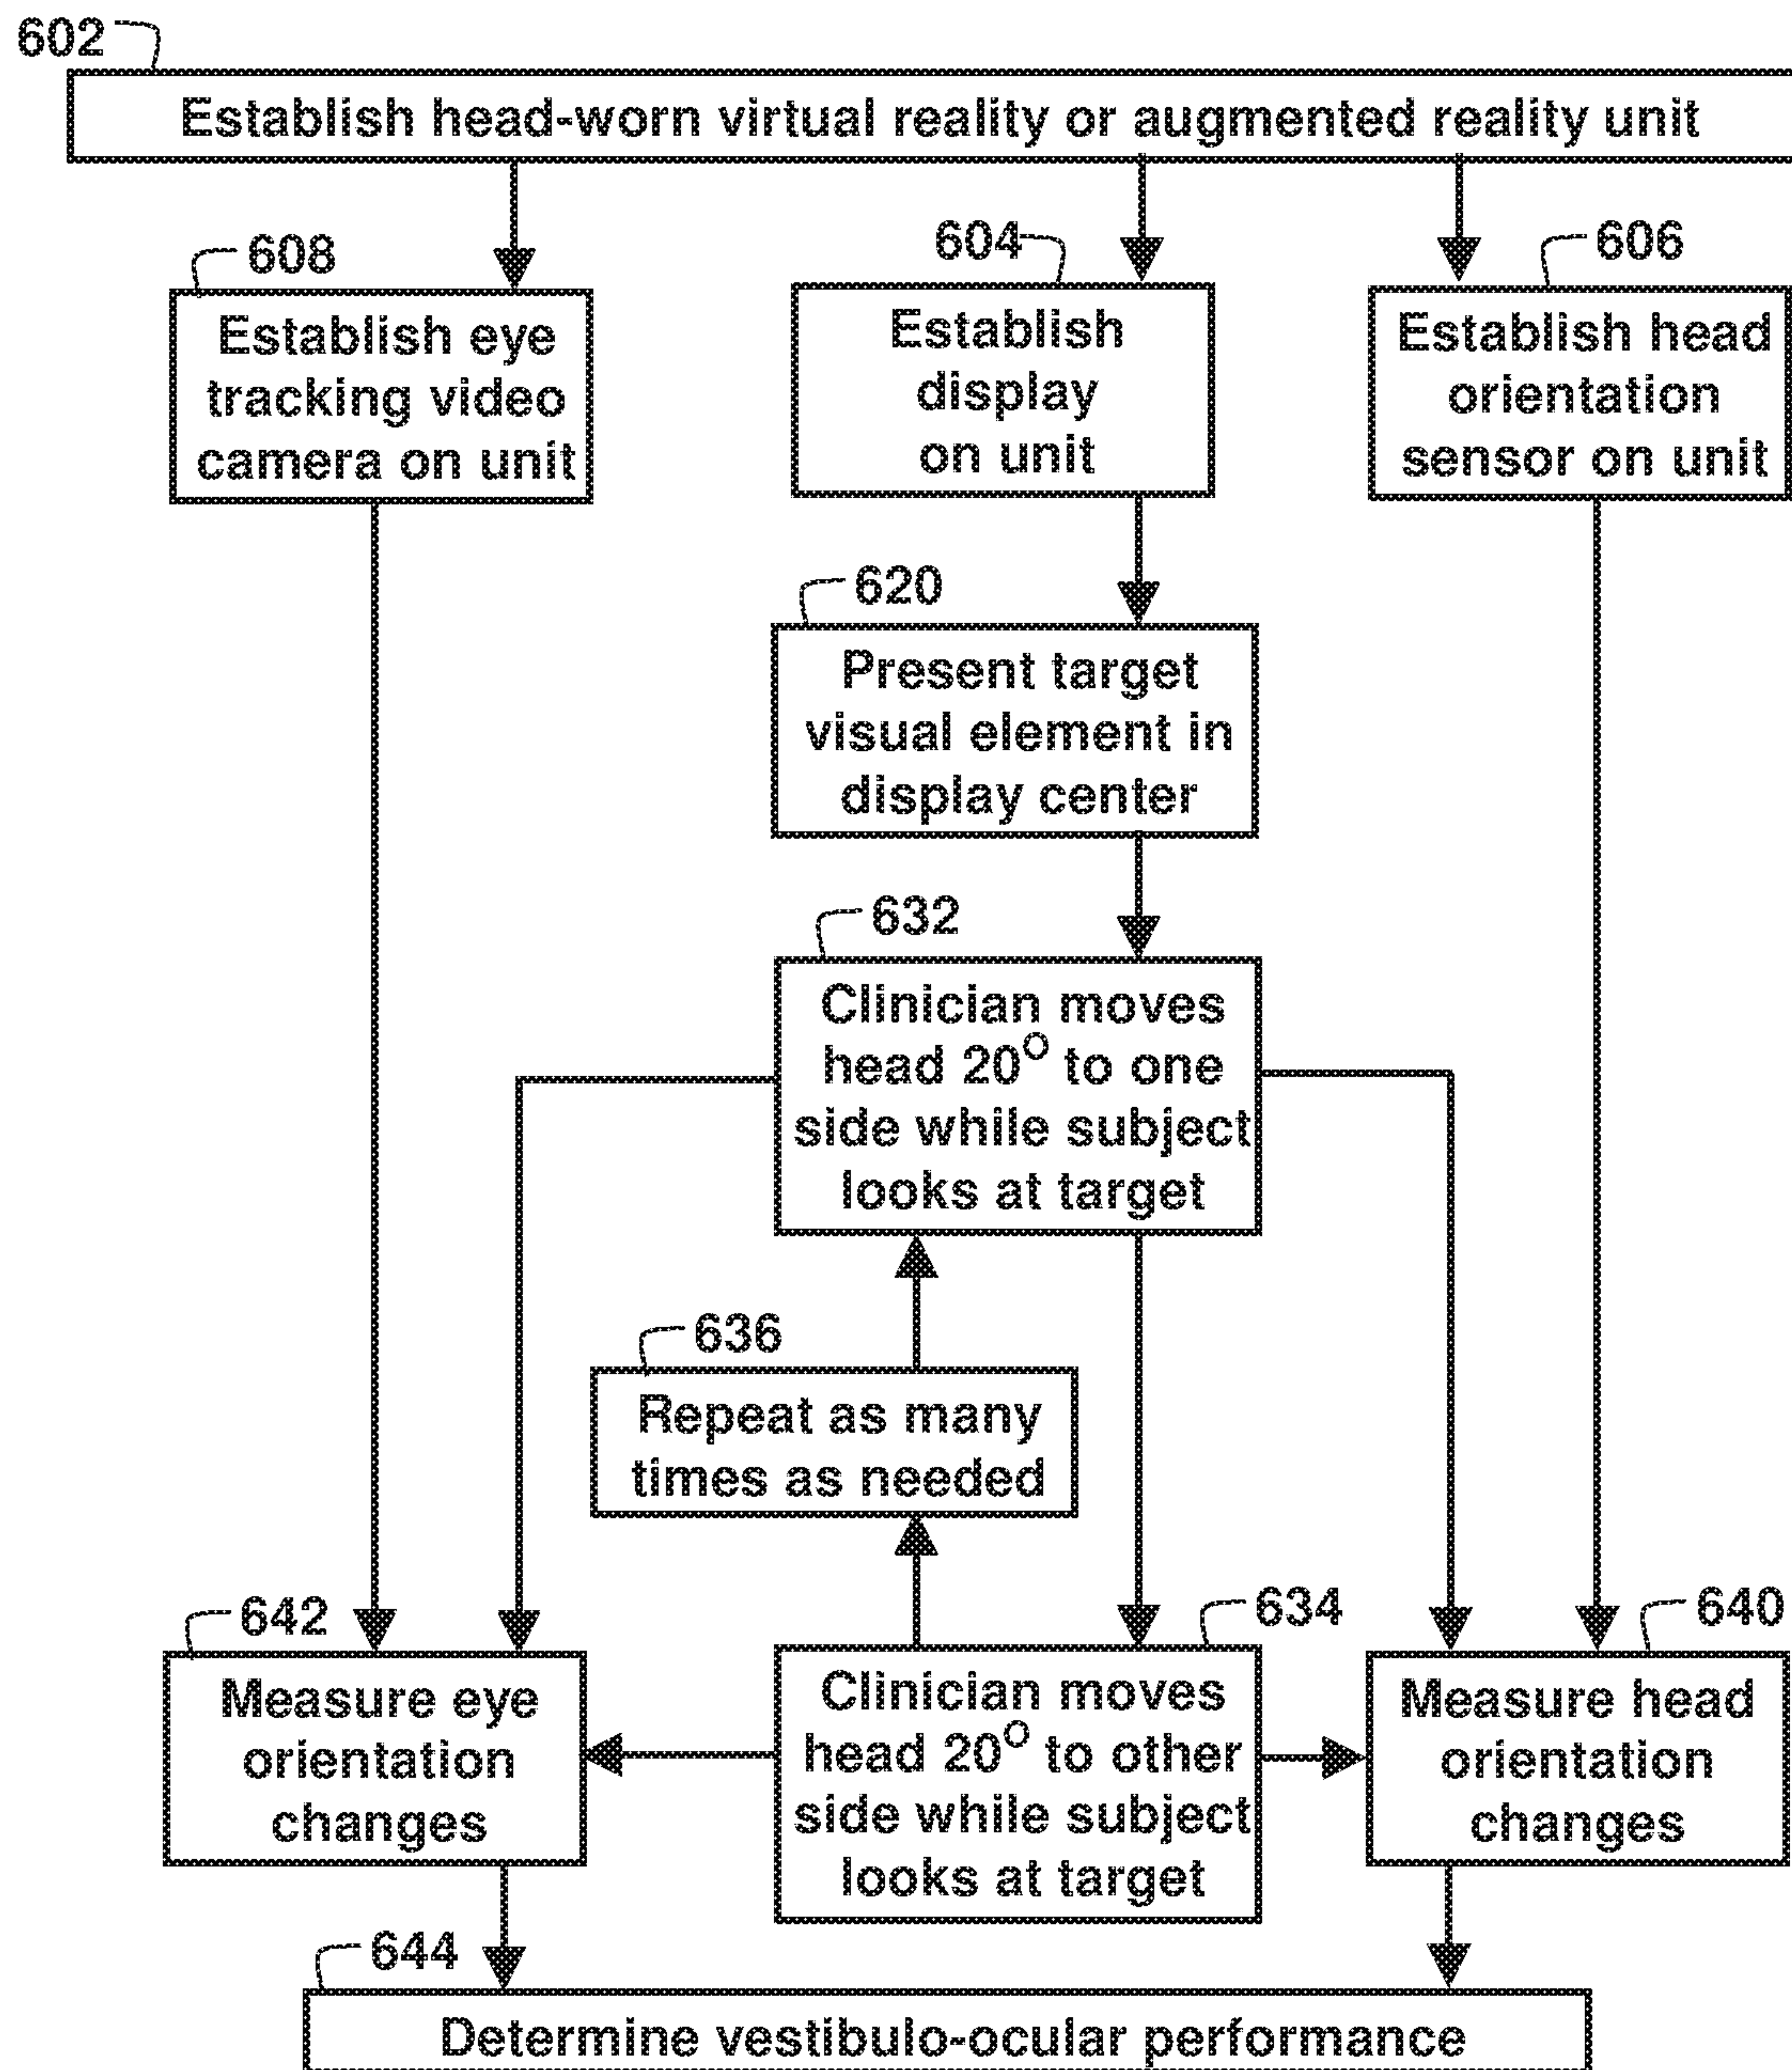 602
Establish head-worn virtual reality or augmented reality unit
608
Establish eye
tracking video
camera on unit
604
Establish
display
on unit
606
Establish head
orientation
sensor on unit
620
Present target
visual element in
display center
632
Clinician moves
head 20° to one
side while subject
looks at target
636
Repeat as many
times as needed
642
Measure eye
orientation
changes
634
Clinician moves
head 20° to other
side while subject
looks at target
640
Measure head
orientation
changes
644
Determine vestibulo-ocular performance